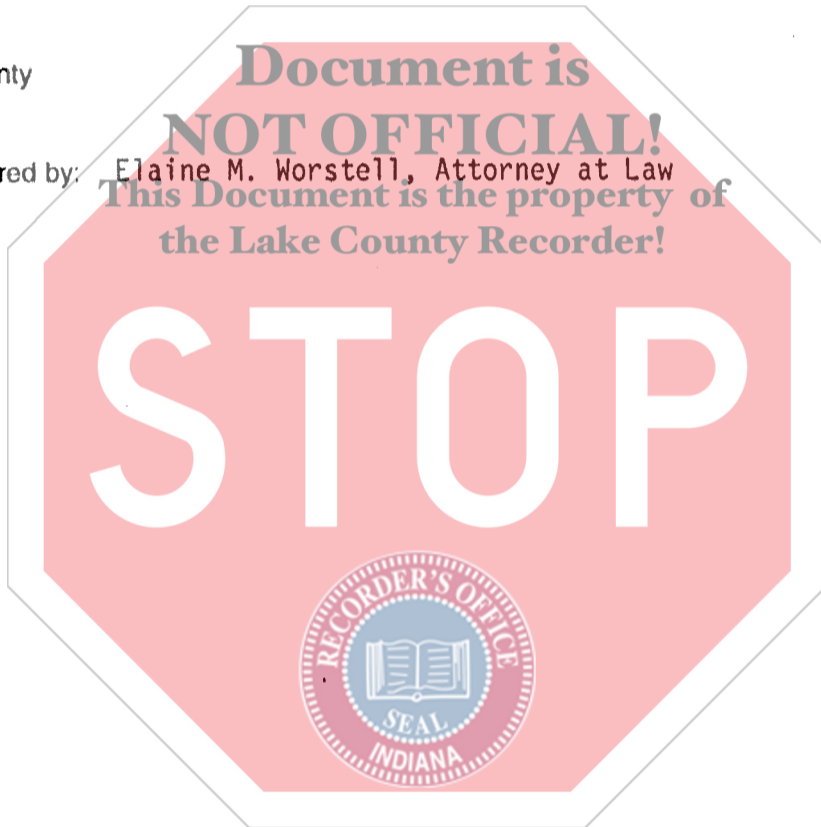 Document is
nty
NOT OFFICIAL!
red by: Elaine M. Worstell, Attorney at Law
This Document is the property of
the Lake County Recorder!
STOP
RECORDER'S OFFICE
SEAL
INDIANA